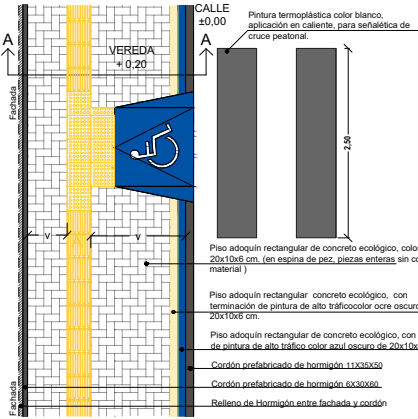 CALLE
±0,00
Pintura termoplástica color blanco,
aplicación en caliente, para señalética de
cruce peatonal.
A
A
VEREDA
+ 0,20
Fachada
2,50
v
v
Piso adoquín rectangular de concreto ecológico, color
20x10x6 cm. (en espina de pez, piezas enteras sin co
material )
Piso adoquín rectangular concreto ecológico, con
terminación de pintura de alto tráficocolor ocre oscuro
20x10x6 cm.
Piso adoquín rectangular de concreto ecológico, con
de pintura de alto tráfico color azul oscuro de 20x10x
Cordón prefabricado de hormigón 11X35X50
Cordón prefabricado de hormigón 6X30X60
Relleno de Hormigón entre fachada y cordón
Fachada